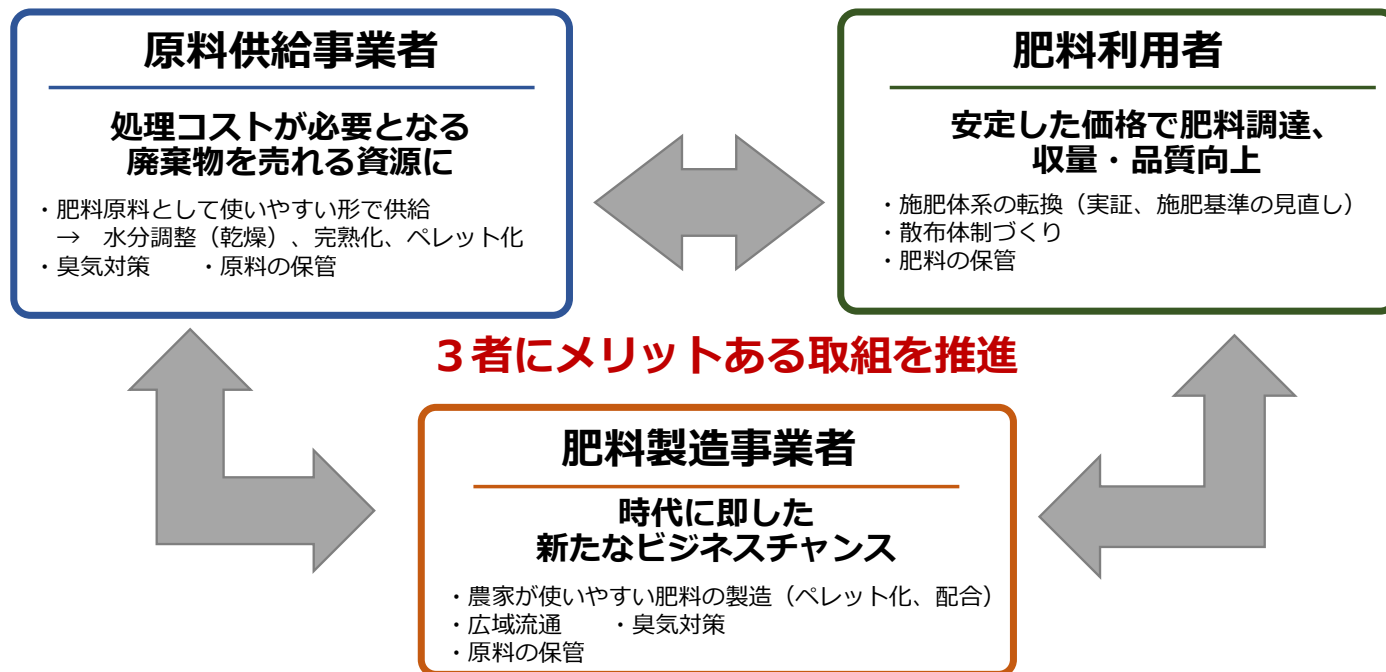 原料供給事業者
処理コストが必要となる
廃棄物を売れる資源に
・肥料原料として使いやすい形で供給
→ 水分調整（乾燥）、完熟化、ペレット化
・臭気対策 ・原料の保管
肥料利用者
安定した価格で肥料調達、
収量・品質向上
・施肥体系の転換（実証、施肥基準の見直し）
・散布体制づくり
・肥料の保管
３者にメリットある取組を推進
肥料製造事業者
時代に即した
新たなビジネスチャンス
・農家が使いやすい肥料の製造（ペレット化、配合）
・広域流通 ・臭気対策
・原料の保管